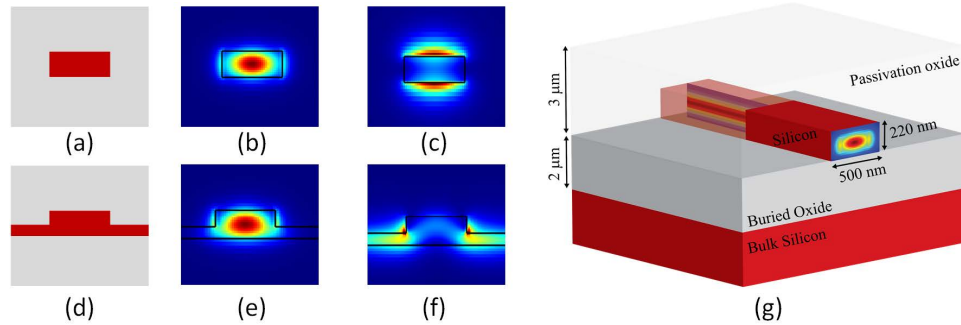 (a)
(b)
(c)
(d)
(e)
(f)
3 μm
2 μm
Passivation oxide
Silicon
220 nm
500 nm
Buried Oxide
Bulk Silicon
(g)